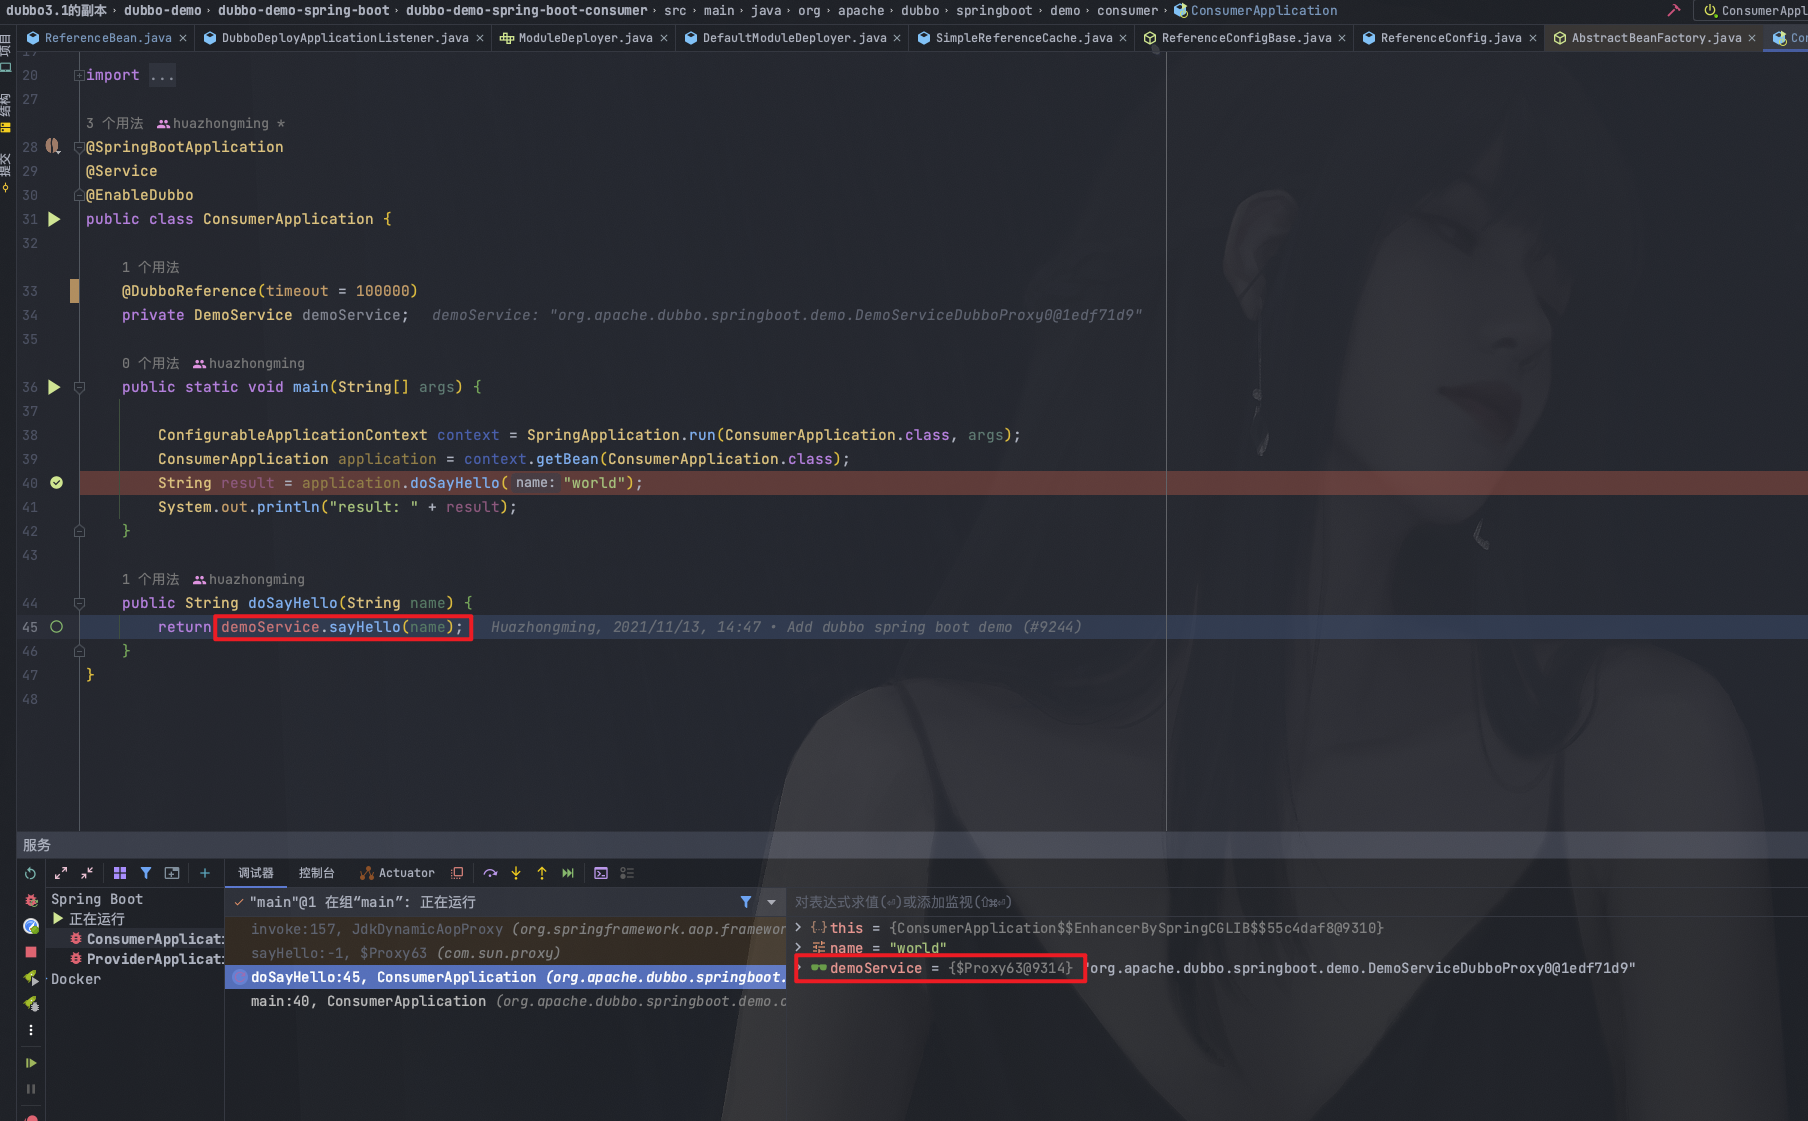 dubbo3.1的副本 › dubbo-demo › dubbo-demo-spring-boot › dubbo-demo-spring-boot-consumer › src › main › java › org › apache › dubbo › springboot › demo › consumer › ConsumerApplication
ConsumerAppl
ReferenceBean.java × DubboDeployApplicationListener.java × ModuleDeployer.java × DefaultModuleDeployer.java × SimpleReferenceCache.java × ReferenceConfigBase.java × ReferenceConfig.java × AbstractBeanFactory.java × Con
项目
结构
提交
20 import ...
27
3 个用法 huazhongming *
28 @SpringBootApplication
29 @Service
30 @EnableDubbo
31 public class ConsumerApplication {
32
1 个用法
33 @DubboReference(timeout = 100000)
34 private DemoService demoService; demoService: "org.apache.dubbo.springboot.demo.DemoServiceDubboProxy0@1edf71d9"
35
0 个用法 huazhongming
36 public static void main(String[] args) {
37
38 ConfigurableApplicationContext context = SpringApplication.run(ConsumerApplication.class, args);
39 ConsumerApplication application = context.getBean(ConsumerApplication.class);
40 String result = application.doSayHello( name: "world");
41 System.out.println("result: " + result);
42 }
43
1 个用法 huazhongming
44 public String doSayHello(String name) {
45 return demoService.sayHello(name); Huazhongming, 2021/11/13, 14:47 • Add dubbo spring boot demo (#9244)
46 }
47 }
48
服务
调试器 控制台 Actuator
Spring Boot
正在运行
ConsumerApplicati
ProviderApplicat:
Docker
"main"@1 在组“main”: 正在运行
invoke:157, JdkDynamicAopProxy (org.springframework.aop.framewor
sayHello:-1, $Proxy63 (com.sun.proxy)
doSayHello:45, ConsumerApplication (org.apache.dubbo.springboot.
main:40, ConsumerApplication (org.apache.dubbo.springboot.demo.c
对表达式求值(⏎)或添加监视(⇧⌘⏎)
this = {ConsumerApplication$$EnhancerBySpringCGLIB$$55c4daf8@9310}
name = "world"
demoService = {$Proxy63@9314} "org.apache.dubbo.springboot.demo.DemoServiceDubboProxy0@1edf71d9"